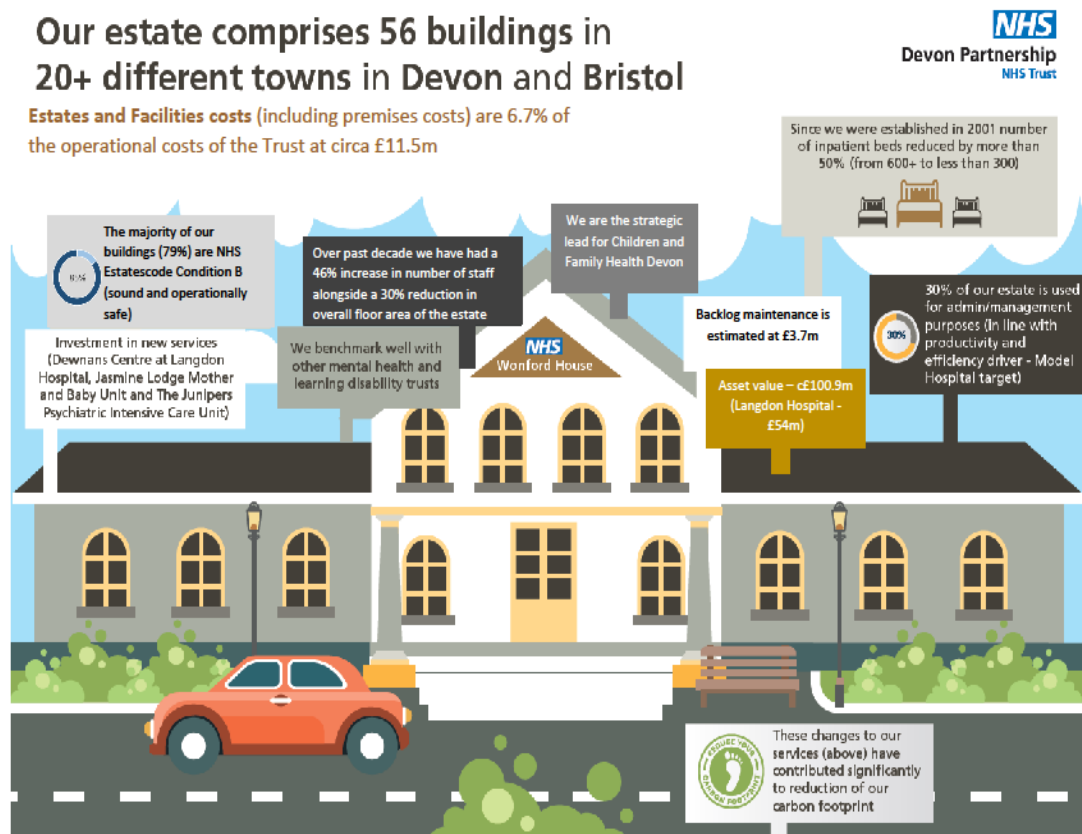 Our estate comprises 56 buildings in
20+ different towns in Devon and Bristol
NHS
Devon Partnership
NHS Trust
Estates and Facilities costs (including premises costs) are 6.7% of
the operational costs of the Trust at circa £11.5m
Since we were established in 2001 number
of inpatient beds reduced by more than
50% (from 600+ to less than 300)
The majority of our
buildings (79%) are NHS
Estatescode Condition B
(sound and operationally
safe)
Over past decade we have had a
46% increase in number of staff
alongside a 30% reduction in
overall floor area of the estate
We are the strategic
lead for Children and
Family Health Devon
Backlog maintenance is
estimated at £3.7m
30%
30% of our estate is used
for admin/management
purposes (in line with
productivity and
efficiency driver - Model
Hospital target)
Investment in new services
(Dewnans Centre at Langdon
Hospital, Jasmine Lodge Mother
and Baby Unit and The Junipers
Psychiatric Intensive Care Unit)
We benchmark well with
other mental health and
learning disability trusts
NHS
Wonford House
Asset value – c£100.9m
(Langdon Hospital -
£54m)
REDUCE YOUR
CARBON FOOTPRINT
These changes to our
services (above) have
contributed significantly
to reduction of our
carbon footprint